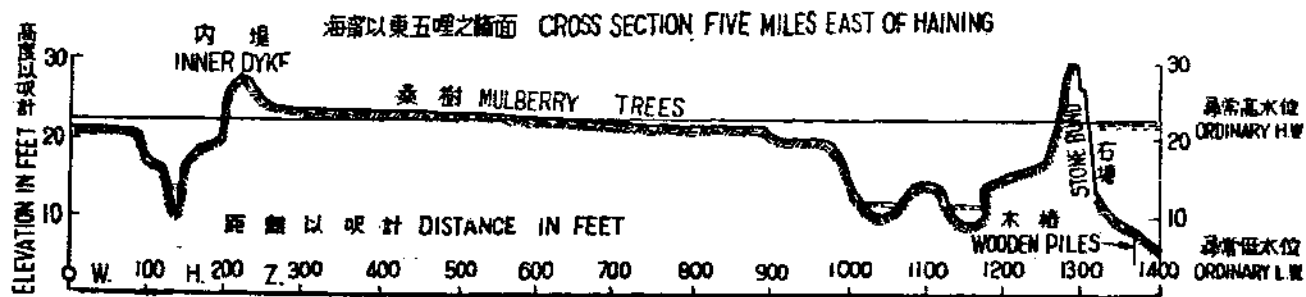 海甯以東五哩之斷面 CROSS SECTION FIVE MILES EAST OF HAINING
內堤
INNER DYKE
桑樹 MULBERRY TREES
ELEVATION IN FEET
30
20
10
0
距離以呎計 DISTANCE IN FEET
石塘
STONE BUND
木樁
WOODEN PILES
30
20
10
尋常高水位
ORDINARY H.W.
尋常低水位
ORDINARY L.W.
W. 100 H. 200 Z. 300 400 500 600 700 800 900 1000 1100 1200 1300 1400